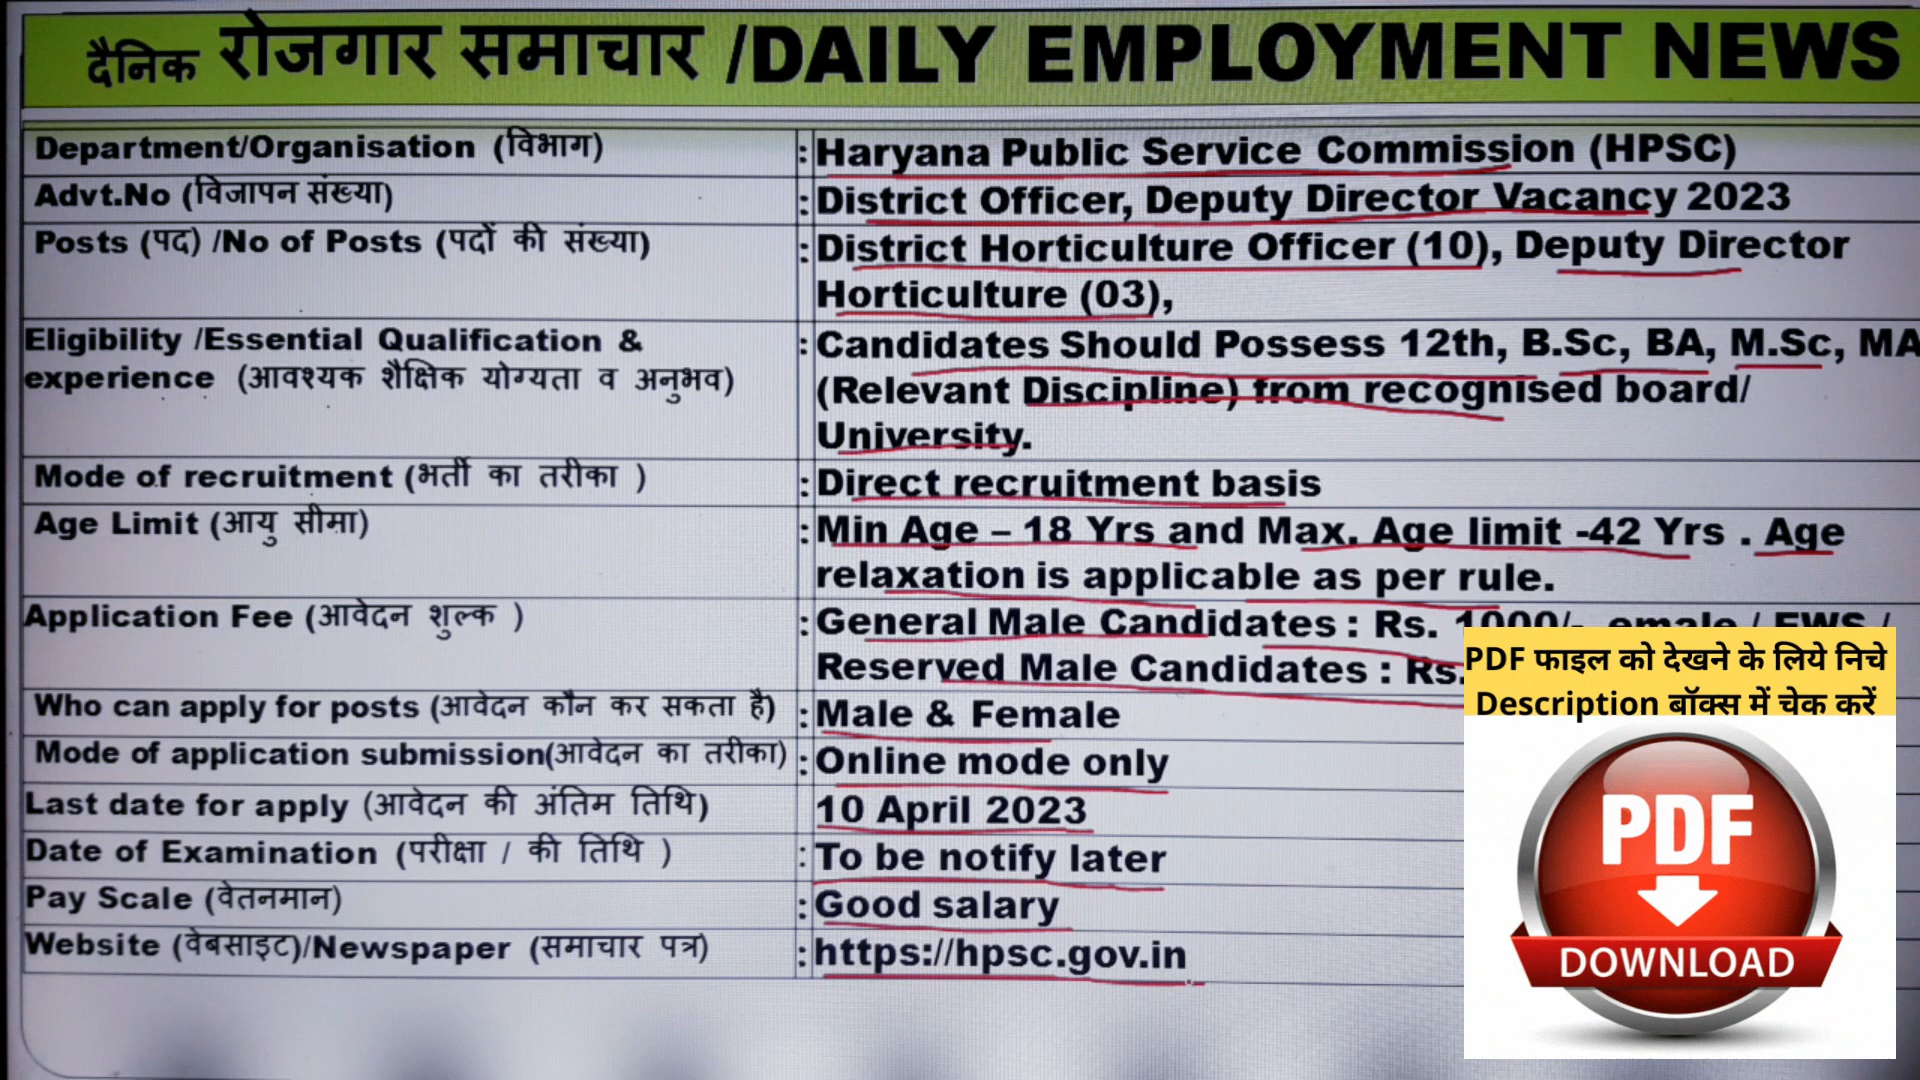 दैनिक रोजगार समाचार /DAILY EMPLOYMENT NEWS
Department/Organisation (विभाग) : Haryana Public Service Commission (HPSC)
Advt.No (विजापन संख्या) : District Officer, Deputy Director Vacancy 2023
Posts (पद) /No of Posts (पदों की संख्या) : District Horticulture Officer (10), Deputy Director
Horticulture (03),
Eligibility /Essential Qualification & : Candidates Should Possess 12th, B.Sc, BA, M.Sc, MA
experience (आवश्यक शैक्षिक योग्यता व अनुभव) (Relevant Discipline) from recognised board/
University.
Mode of recruitment (भर्ती का तरीका ) : Direct recruitment basis
Age Limit (आयु सीमा) : Min Age – 18 Yrs and Max. Age limit -42 Yrs . Age
relaxation is applicable as per rule.
Application Fee (आवेदन शुल्क ) : General Male Candidates : Rs. 1000/- emale / EWS /
Reserved Male Candidates : Rs.
Who can apply for posts (आवेदन कौन कर सकता है) : Male & Female
Mode of application submission(आवेदन का तरीका) : Online mode only
Last date for apply (आवेदन की अंतिम तिथि) 10 April 2023
Date of Examination (परीक्षा / की तिथि ) : To be notify later
Pay Scale (वेतनमान) : Good salary
Website (वेबसाइट)/Newspaper (समाचार पत्र) : https://hpsc.gov.in
PDF फाइल को देखने के लिये निचे
Description बॉक्स में चेक करें
PDF
DOWNLOAD